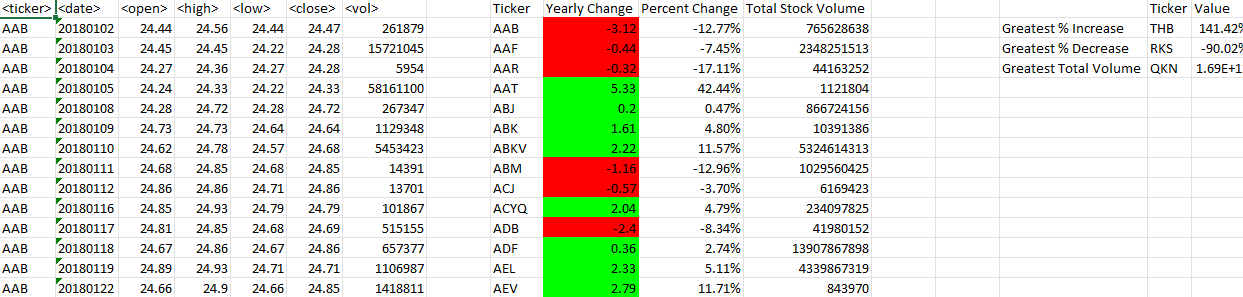 <ticker> <date> <open> <high> <low> <close> <vol> Ticker Yearly Change Percent Change Total Stock Volume Ticker Value
AAB 20180102 24.44 24.56 24.44 24.47 261879 AAB -3.12 -12.77% 765628638 Greatest % Increase THB 141.42%
AAB 20180103 24.45 24.45 24.22 24.28 15721045 AAF -0.44 -7.45% 2348251513 Greatest % Decrease RKS -90.02%
AAB 20180104 24.27 24.36 24.27 24.28 5954 AAR -0.32 -17.11% 44163252 Greatest Total Volume QKN 1.69E+1
AAB 20180105 24.24 24.33 24.22 24.33 58161100 AAT 5.33 42.44% 1121804
AAB 20180108 24.28 24.72 24.28 24.72 267347 ABJ 0.2 0.47% 866724156
AAB 20180109 24.73 24.73 24.64 24.64 1129348 ABK 1.61 4.80% 10391386
AAB 20180110 24.62 24.78 24.57 24.68 5453423 ABKV 2.22 11.57% 5324614313
AAB 20180111 24.68 24.85 24.68 24.85 14391 ABM -1.16 -12.96% 1029560425
AAB 20180112 24.86 24.86 24.71 24.86 13701 ACJ -0.57 -3.70% 6169423
AAB 20180116 24.85 24.93 24.79 24.79 101867 ACYQ 2.04 4.79% 234097825
AAB 20180117 24.81 24.85 24.68 24.69 515155 ADB -2.4 -8.34% 41980152
AAB 20180118 24.67 24.86 24.67 24.86 657377 ADF 0.36 2.74% 13907867898
AAB 20180119 24.89 24.93 24.71 24.71 1106987 AEL 2.33 5.11% 4339867319
AAB 20180122 24.66 24.9 24.66 24.85 1418811 AEV 2.79 11.71% 843970